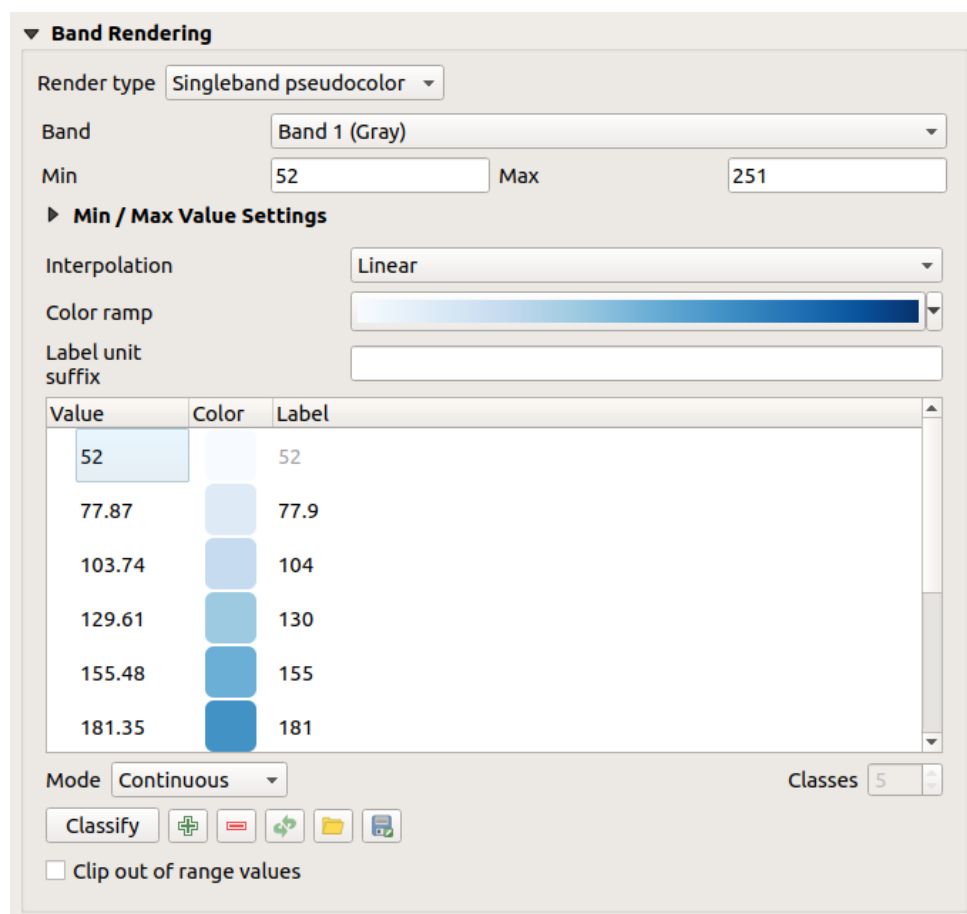 Band Rendering
Render type Singleband pseudocolor
Band Band 1 (Gray)
Min 52 Max 251
Min / Max Value Settings
Interpolation Linear
Color ramp
Label unit
suffix
Value Color Label
52 52
77.87 77.9
103.74 104
129.61 130
155.48 155
181.35 181
Mode Continuous Classes 5
Classify
Clip out of range values